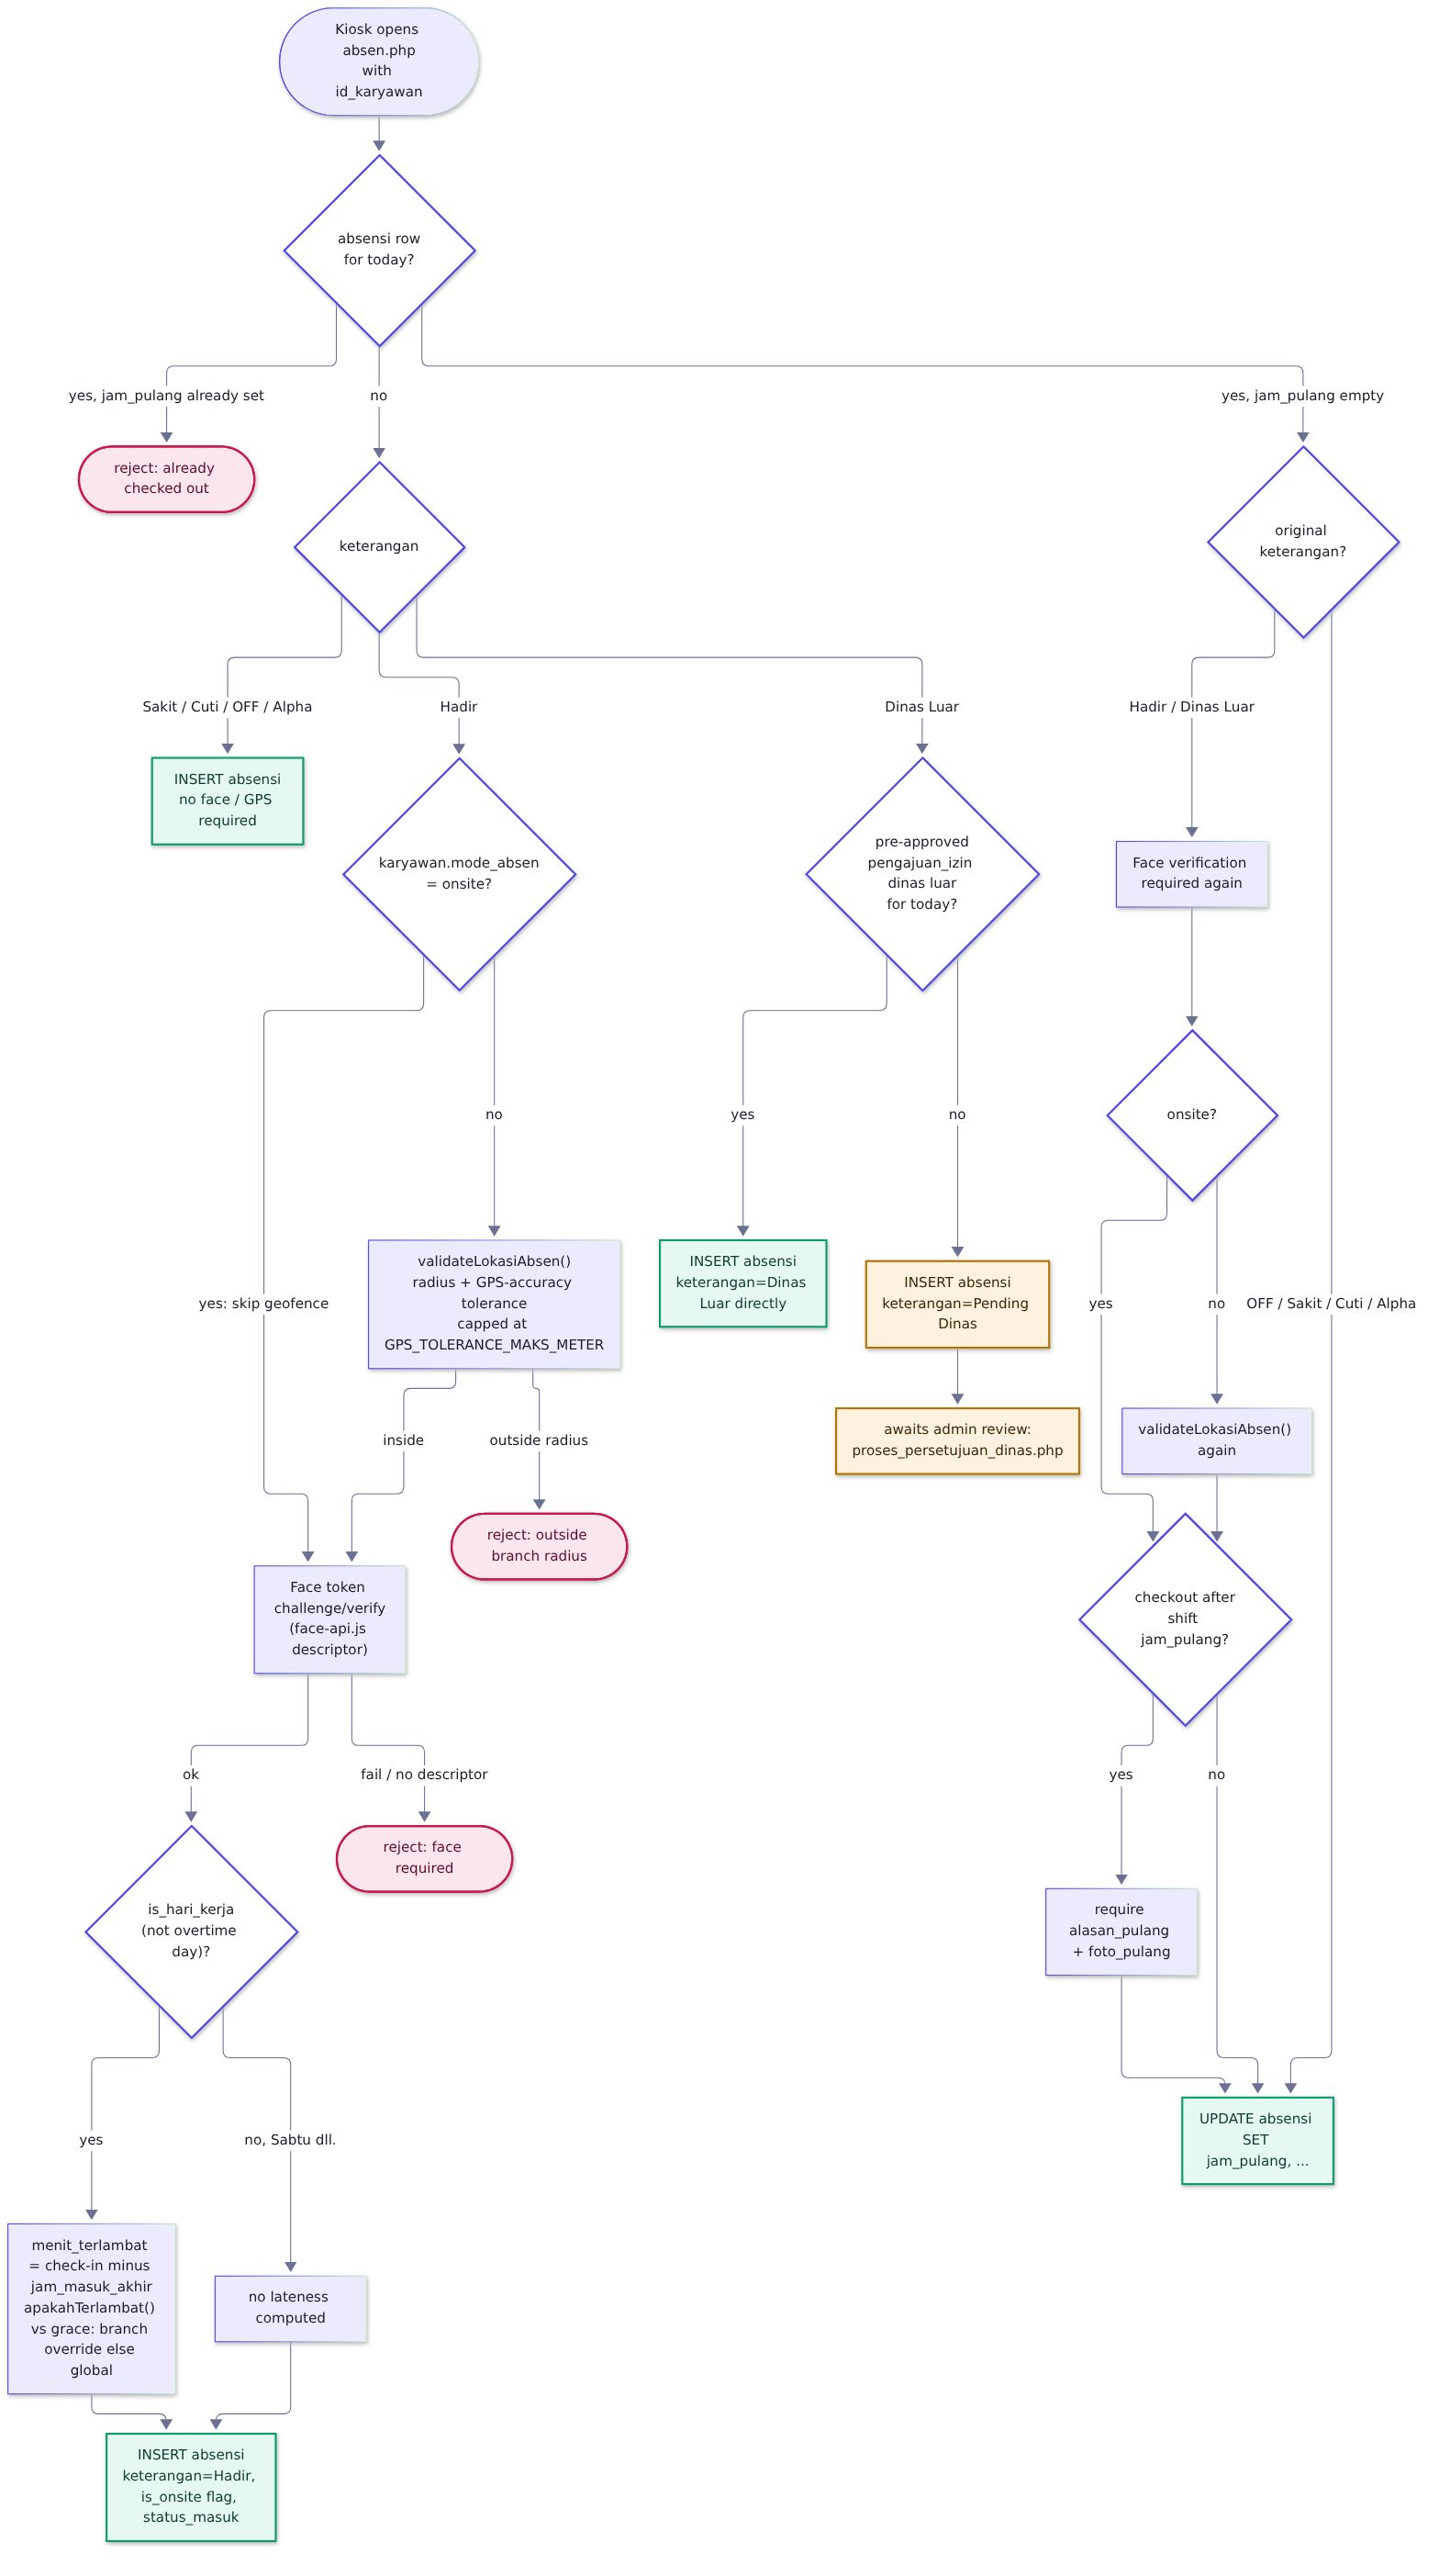 Kiosk opens
absen.php
with
id_karyawan
absensi row
for today?
yes, jam_pulang already set
no
yes, jam_pulang empty
reject: already
checked out
keterangan
original
keterangan?
Sakit / Cuti / OFF / Alpha
Hadir
Dinas Luar
Hadir / Dinas Luar
INSERT absensi
no face / GPS
required
karyawan.mode_absen
= onsite?
pre-approved
pengajuan_izin
dinas luar
for today?
Face verification
required again
no
yes
no
onsite?
yes: skip geofence
validateLokasiAbsen()
radius + GPS-accuracy
tolerance
capped at
GPS_TOLERANCE_MAKS_METER
INSERT absensi
keterangan=Dinas
Luar directly
INSERT absensi
keterangan=Pending
Dinas
yes
no
OFF / Sakit / Cuti / Alpha
inside
outside radius
awaits admin review:
proses_persetujuan_dinas.php
validateLokasiAbsen()
again
reject: outside
branch radius
Face token
challenge/verify
(face-api.js
descriptor)
checkout after
shift
jam_pulang?
ok
fail / no descriptor
yes
no
reject: face
required
is_hari_kerja
(not overtime
day)?
require
alasan_pulang
+ foto_pulang
yes
no, Sabtu dll.
UPDATE absensi
SET
jam_pulang, ...
menit_terlambat
= check-in minus
jam_masuk_akhir
apakahTerlambat()
vs grace: branch
override else
global
no lateness
computed
INSERT absensi
keterangan=Hadir,
is_onsite flag,
status_masuk